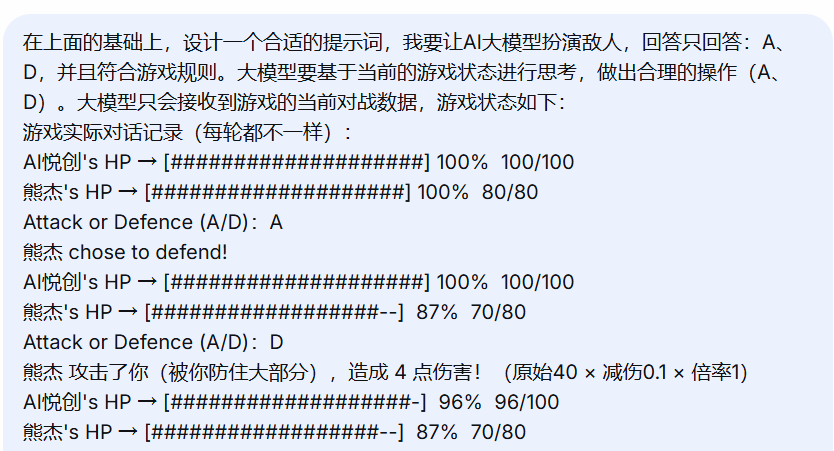 在上面的基础上，设计一个合适的提示词，我要让AI大模型扮演敌人，回答只回答：A、
D，并且符合游戏规则。大模型要基于当前的游戏状态进行思考，做出合理的操作（A、
D）。大模型只会接收到游戏的当前对战数据，游戏状态如下：
游戏实际对话记录（每轮都不一样）：
AI悦创's HP → [####################] 100%  100/100
熊杰's HP → [####################] 100%  80/80
Attack or Defence (A/D)：A
熊杰 chose to defend!
AI悦创's HP → [####################] 100%  100/100
熊杰's HP → [##################--]  87%  70/80
Attack or Defence (A/D)：D
熊杰 攻击了你（被你防住大部分），造成 4 点伤害！（原始40 × 减伤0.1 × 倍率1）
AI悦创's HP → [###################-]  96%  96/100
熊杰's HP → [##################--]  87%  70/80